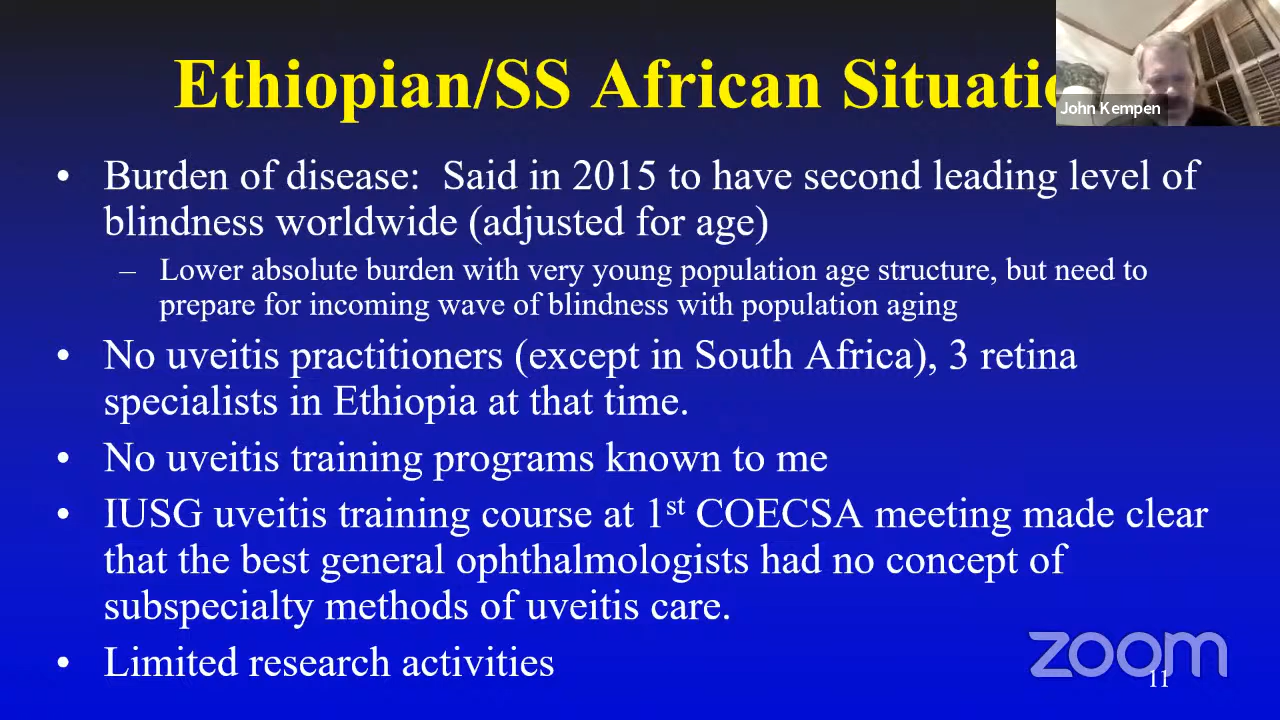 Ethiopian/SS African Situatio
John Kempen
• Burden of disease: Said in 2015 to have second leading level of
blindness worldwide (adjusted for age)
– Lower absolute burden with very young population age structure, but need to
prepare for incoming wave of blindness with population aging
• No uveitis practitioners (except in South Africa), 3 retina
specialists in Ethiopia at that time.
• No uveitis training programs known to me
• IUSG uveitis training course at 1st COECSA meeting made clear
that the best general ophthalmologists had no concept of
subspecialty methods of uveitis care.
• Limited research activities
zoom
11